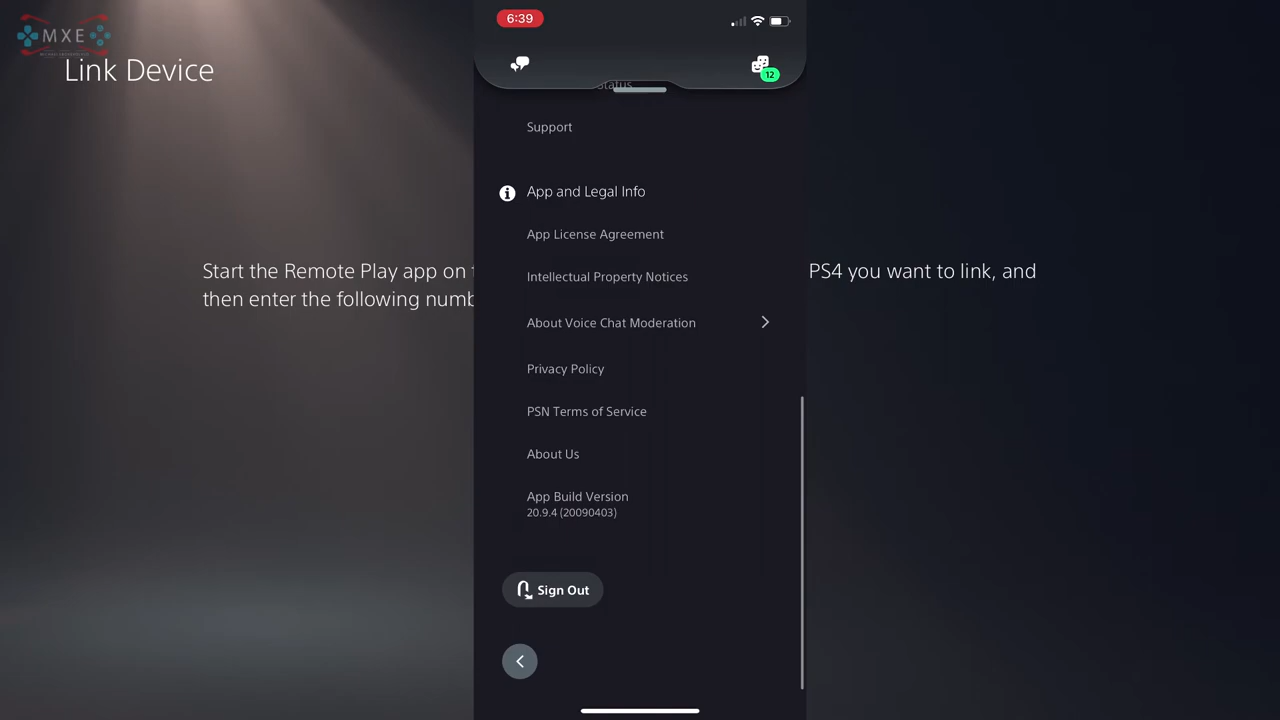 MXE
Link Device
Start the Remote Play app on
PS4 you want to link, and
then enter the following numb
6:39
12
Status
Support
App and Legal Info
App License Agreement
Intellectual Property Notices
About Voice Chat Moderation
Privacy Policy
PSN Terms of Service
About Us
App Build Version
20.9.4 (20090403)
Sign Out